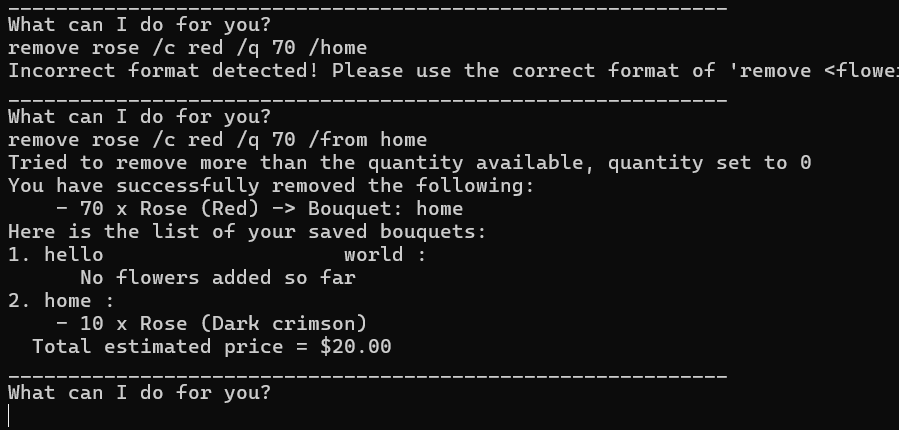 ____________________________________________________________
What can I do for you?
remove rose /c red /q 70 /home
Incorrect format detected! Please use the correct format of 'remove <flowe
____________________________________________________________
What can I do for you?
remove rose /c red /q 70 /from home
Tried to remove more than the quantity available, quantity set to 0
You have successfully removed the following:
    - 70 x Rose (Red) -> Bouquet: home
Here is the list of your saved bouquets:
1. hello                    world :
      No flowers added so far
2. home :
    - 10 x Rose (Dark crimson)
  Total estimated price = $20.00
____________________________________________________________
What can I do for you?